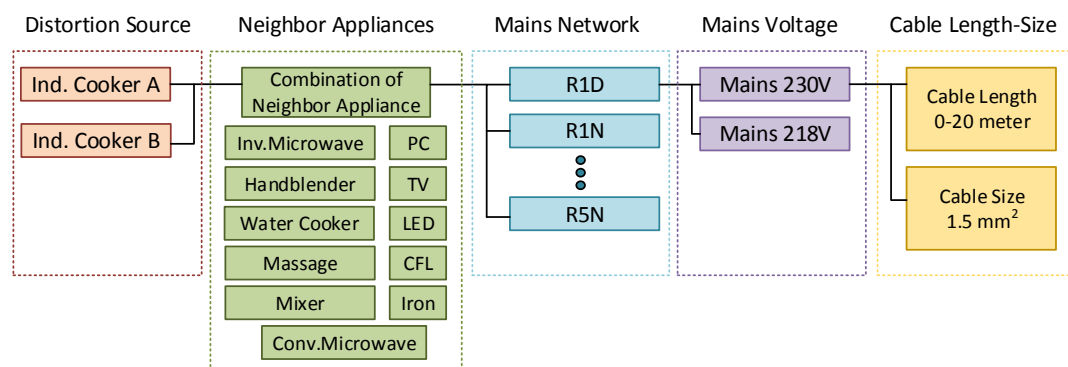 Distortion Source
Neighbor Appliances
Mains Network
Mains Voltage
Cable Length-Size
Ind. Cooker A
Ind. Cooker B
Combination of
Neighbor Appliance
Inv.Microwave
PC
Handblender
TV
Water Cooker
LED
Massage
CFL
Mixer
Iron
Conv.Microwave
R1D
R1N
R5N
Mains 230V
Mains 218V
Cable Length
0-20 meter
Cable Size
1.5 mm²